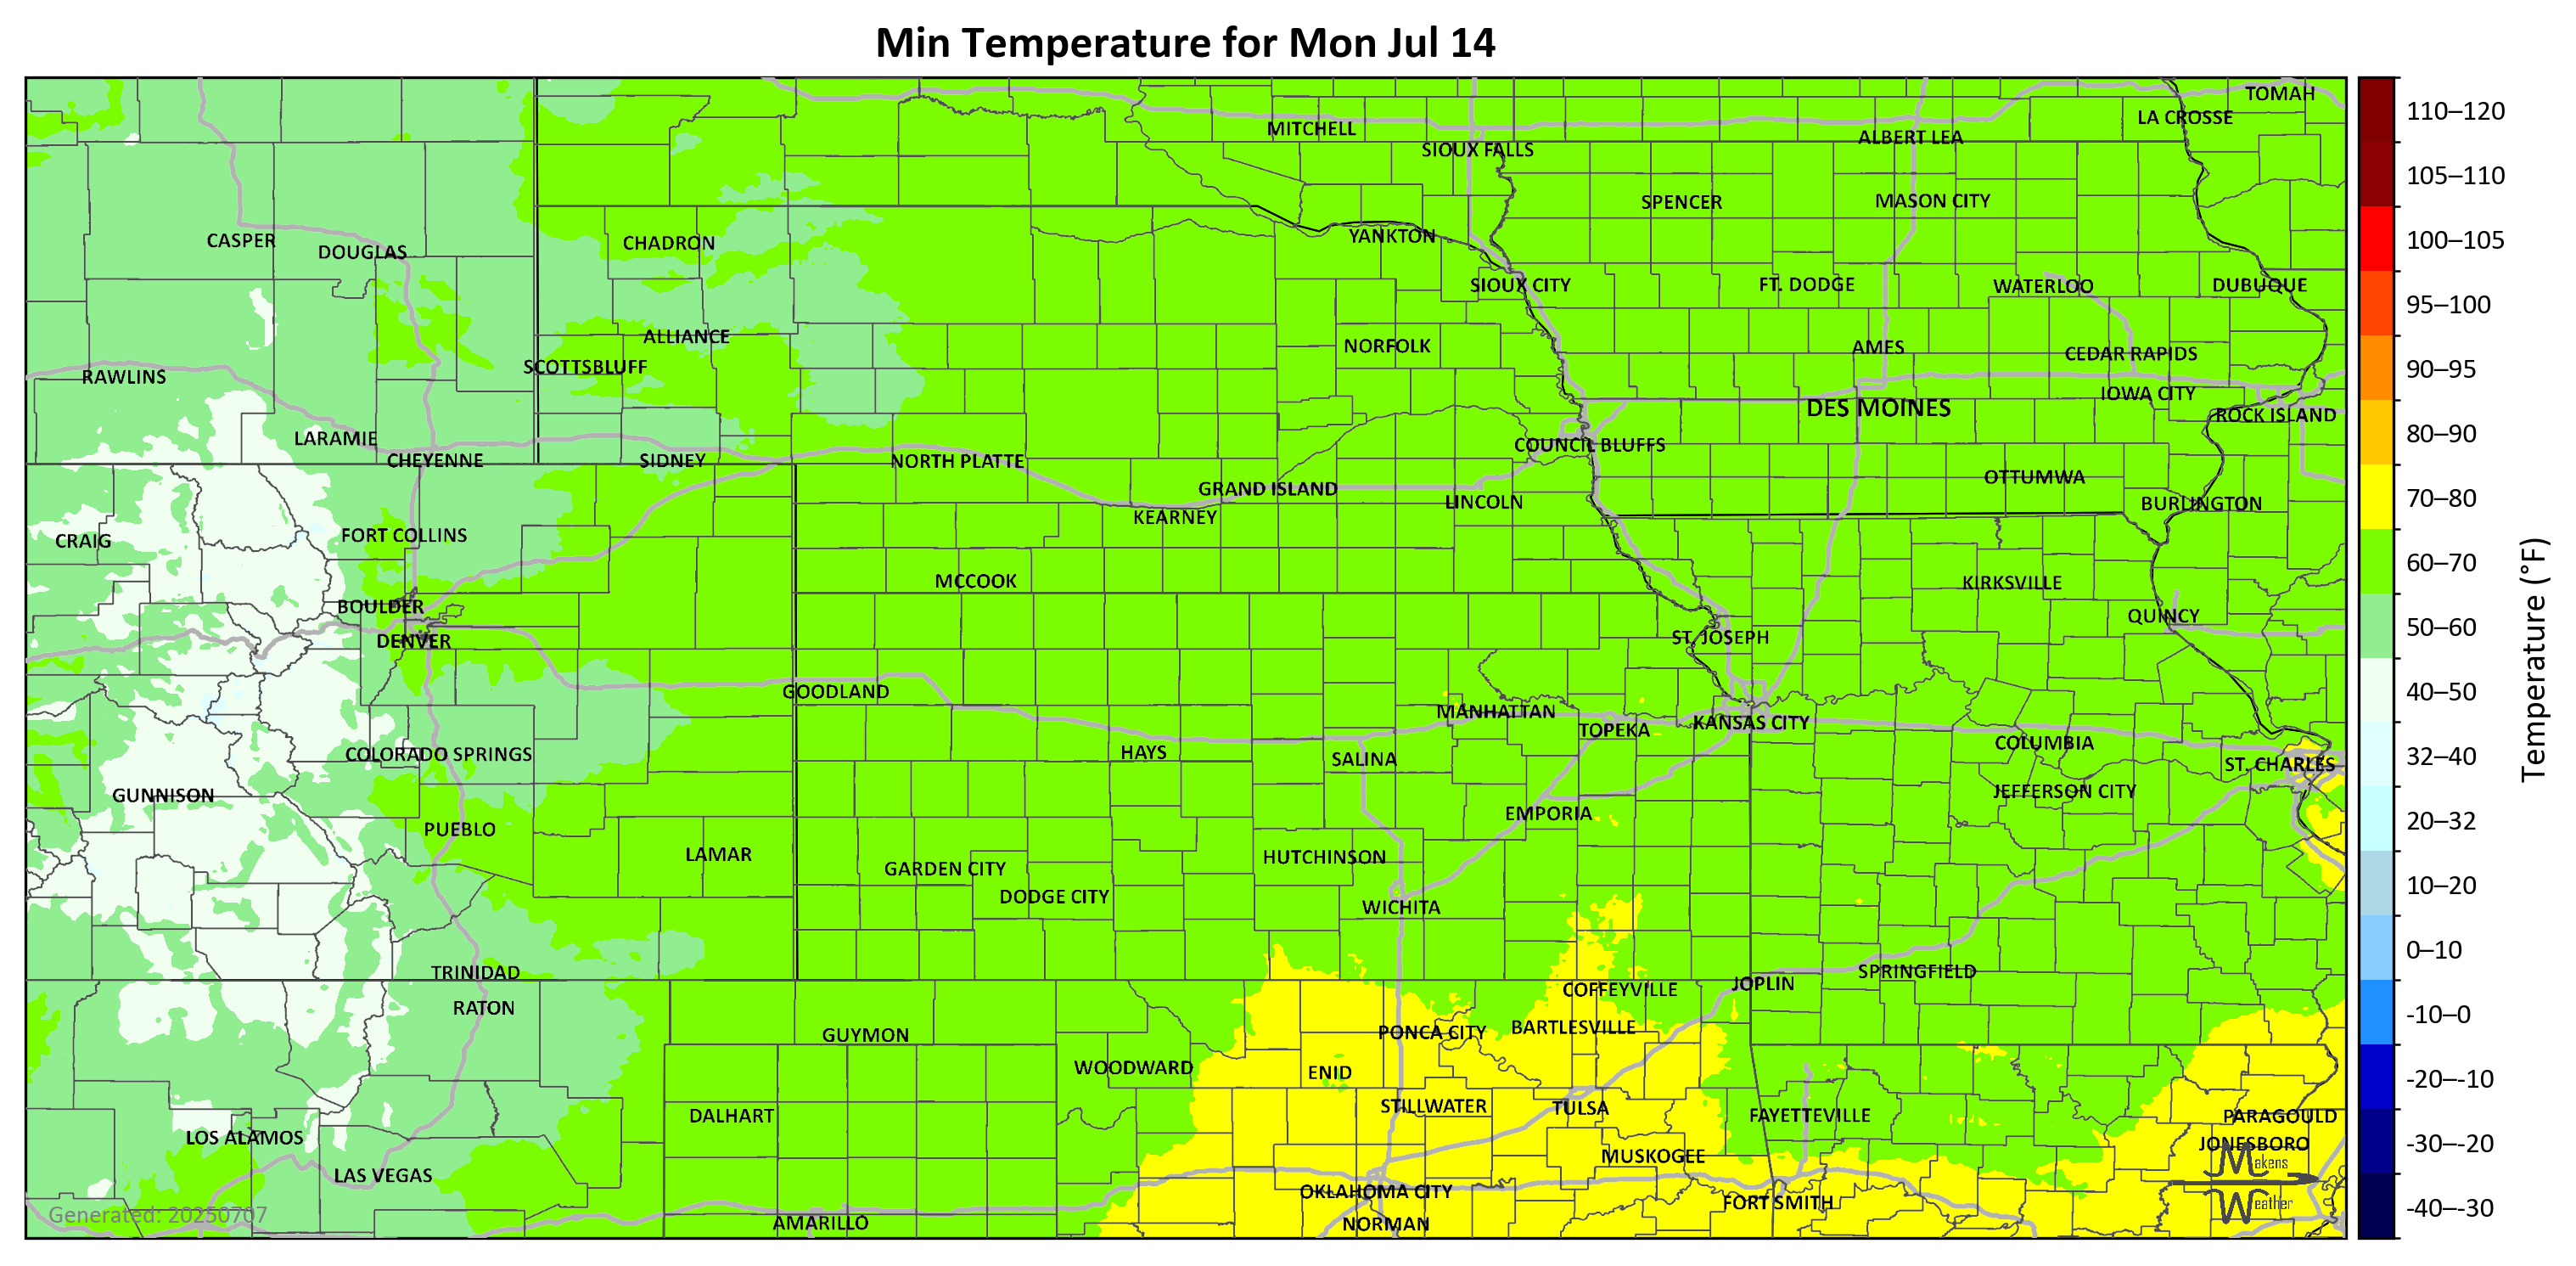 Min Temperature for Mon Jul 14
TOMAH
LA CROSSE
MITCHELL
ALBERT LEA
SIOUX FALLS
SPENCER
MASON CITY
CASPER
DOUGLAS
CHADRON
YANKTON
SIOUX CITY
FT. DODGE
WATERLOO
DUBUQUE
ALLIANCE
NORFOLK
AMES
CEDAR RAPIDS
SCOTTSBLUFF
RAWLINS
IOWA CITY
DES MOINES
ROCK ISLAND
LARAMIE
COUNCIL BLUFFS
CHEYENNE
SIDNEY
NORTH PLATTE
OTTUMWA
GRAND ISLAND
LINCOLN
BURLINGTON
KEARNEY
FORT COLLINS
CRAIG
MCCOOK
KIRKSVILLE
BOULDER
QUINCY
DENVER
ST. JOSEPH
GOODLAND
MANHATTAN
TOPEKA
KANSAS CITY
COLUMBIA
COLORADO SPRINGS
HAYS
SALINA
ST. CHARLES
GUNNISON
JEFFERSON CITY
EMPORIA
PUEBLO
LAMAR
HUTCHINSON
GARDEN CITY
DODGE CITY
WICHITA
TRINIDAD
SPRINGFIELD
JOPLIN
COFFEYVILLE
RATON
GUYMON
PONCA CITY
BARTLESVILLE
WOODWARD
ENID
DALHART
STILLWATER
TULSA
FAYETTEVILLE
PARAGOULD
LOS ALAMOS
JONESBORO
LAS VEGAS
MUSKOGEE
OKLAHOMA CITY
FORT SMITH
AMARILLO
NORMAN
Makens
Weather
Generated: 20250707
110–120
105–110
100–105
95–100
90–95
80–90
70–80
60–70
50–60
40–50
32–40
20–32
10–20
0–10
-10–0
-20–-10
-30–-20
-40–-30
Temperature (°F)